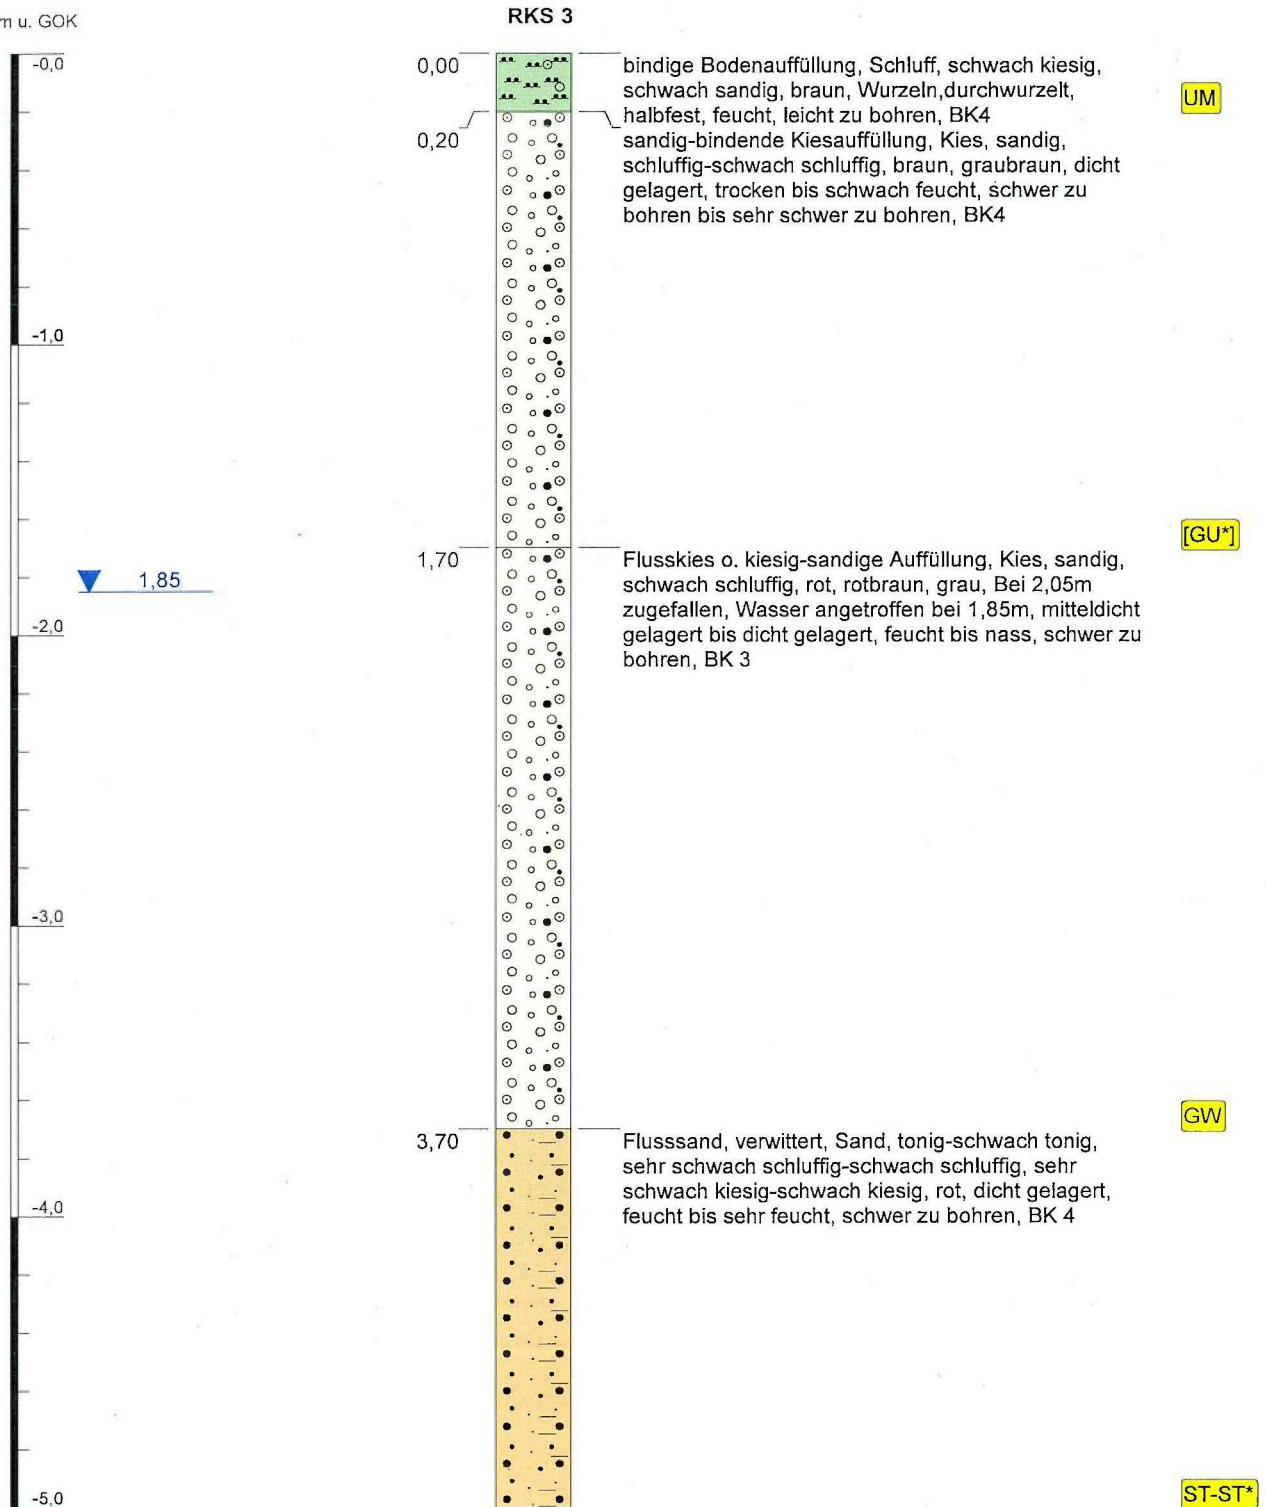 m u. GOK
RKS 3
-0,0
0,00
bindige Bodenauffüllung, Schluff, schwach kiesig,
schwach sandig, braun, Wurzeln,durchwurzelt,
halbfest, feucht, leicht zu bohren, BK4
UM
0,20
sandig-bindende Kiesauffüllung, Kies, sandig,
schluffig-schwach schluffig, braun, graubraun, dicht
gelagert, trocken bis schwach feucht, schwer zu
bohren bis sehr schwer zu bohren, BK4
-1,0
[GU*]
1,70
Flusskies o. kiesig-sandige Auffüllung, Kies, sandig,
schwach schluffig, rot, rotbraun, grau, Bei 2,05m
zugefallen, Wasser angetroffen bei 1,85m, mitteldicht
gelagert bis dicht gelagert, feucht bis nass, schwer zu
bohren, BK 3
1,85
-2,0
-3,0
GW
3,70
Flusssand, verwittert, Sand, tonig-schwach tonig,
sehr schwach schluffig-schwach schluffig, sehr
schwach kiesig-schwach kiesig, rot, dicht gelagert,
feucht bis sehr feucht, schwer zu bohren, BK 4
-4,0
-5,0
ST-ST*